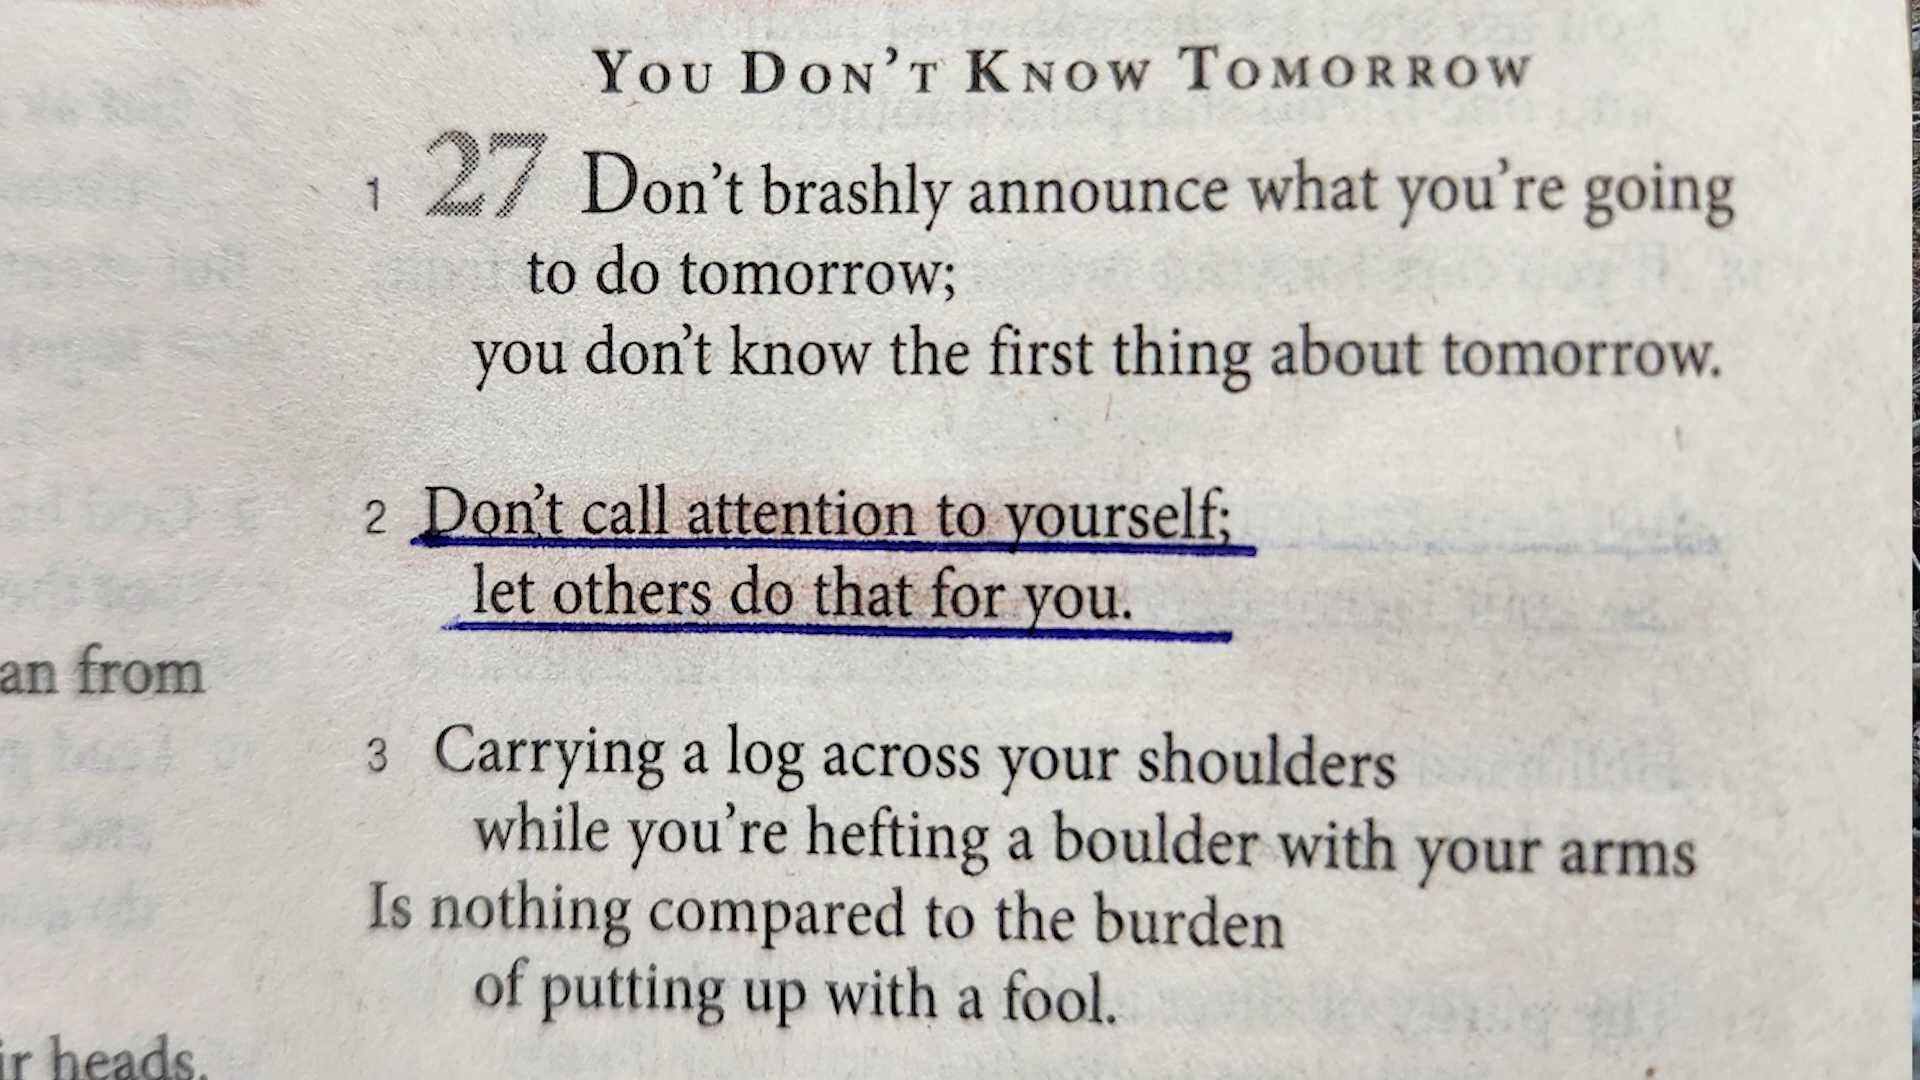 YOU DON'T KNOW TOMORROW
1 27 Don't brashly announce what you're going
to do tomorrow;
you don't know the first thing about tomorrow.
2 Don't call attention to yourself;
let others do that for you.
3 Carrying a log across your shoulders
while you're hefting a boulder with your arms
Is nothing compared to the burden
of putting up with a fool.
an from
ir heads.